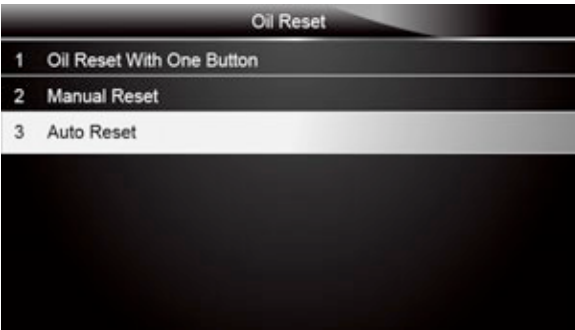 Oil Reset
1 Oil Reset With One Button
2 Manual Reset
3 Auto Reset